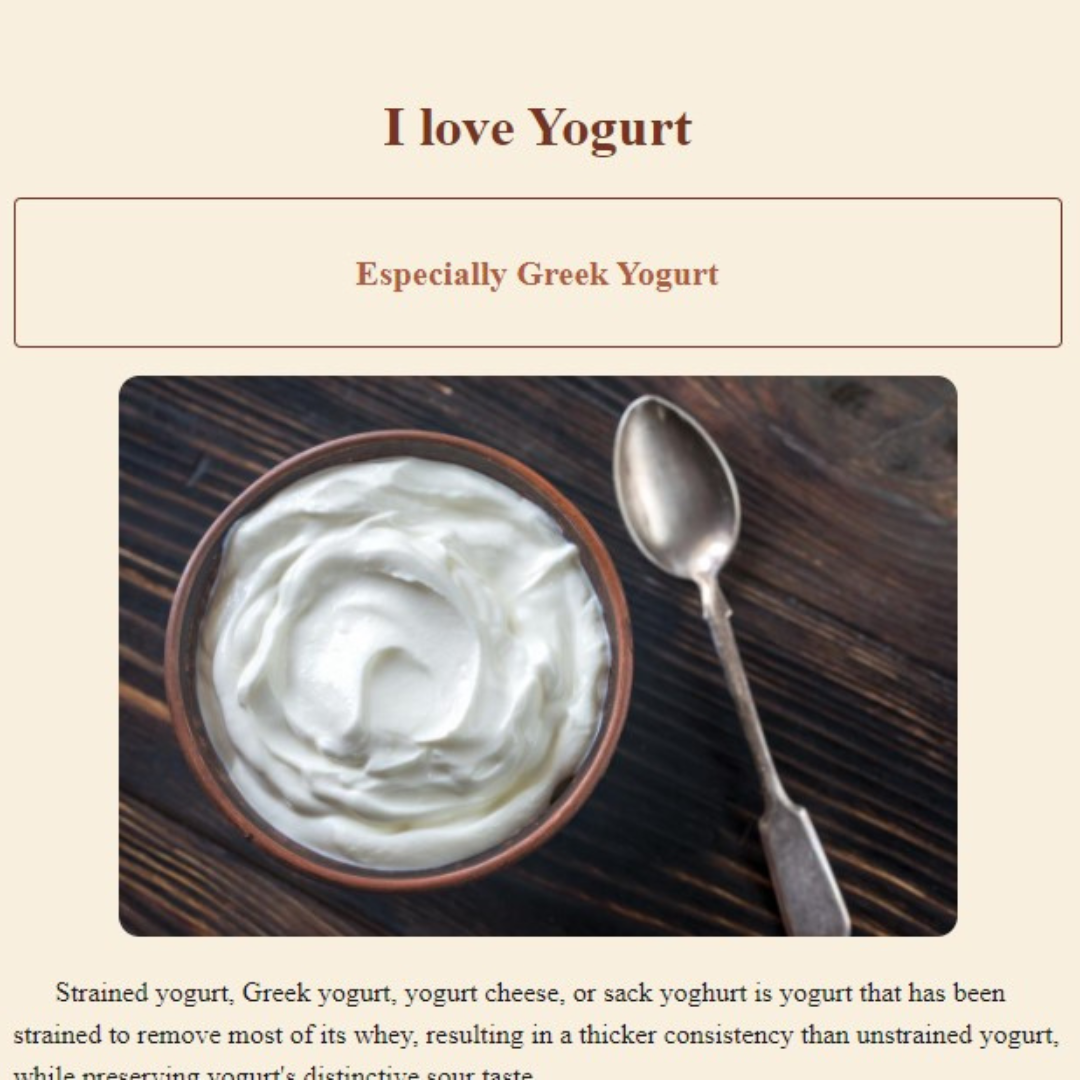 I love Yogurt
Especially Greek Yogurt
Strained yogurt, Greek yogurt, yogurt cheese, or sack yoghurt is yogurt that has been
strained to remove most of its whey, resulting in a thicker consistency than unstrained yogurt,
while preserving yogurt's distinctive sour taste.